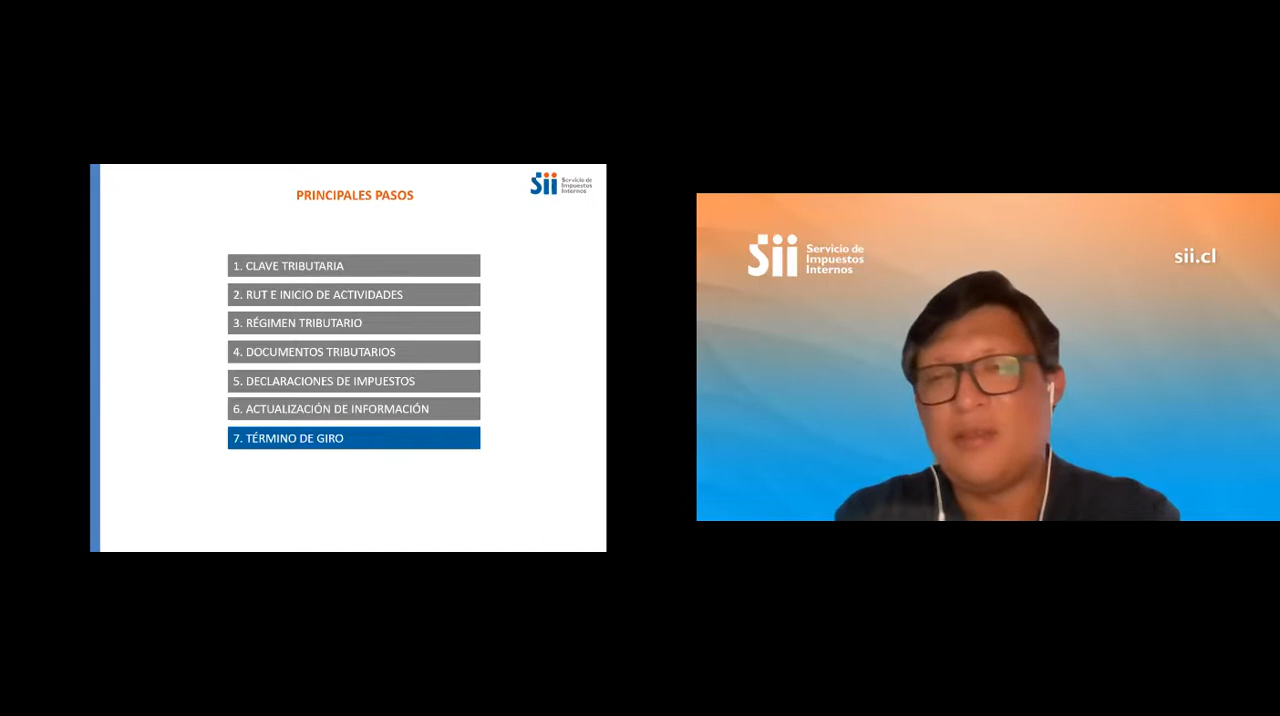 PRINCIPALES PASOS
Sii Servicio de
Impuestos
Internos
1. CLAVE TRIBUTARIA
2. RUT E INICIO DE ACTIVIDADES
3. RÉGIMEN TRIBUTARIO
4. DOCUMENTOS TRIBUTARIOS
5. DECLARACIONES DE IMPUESTOS
6. ACTUALIZACIÓN DE INFORMACIÓN
7. TÉRMINO DE GIRO
Sii Servicio de
Impuestos
Internos
sii.cl